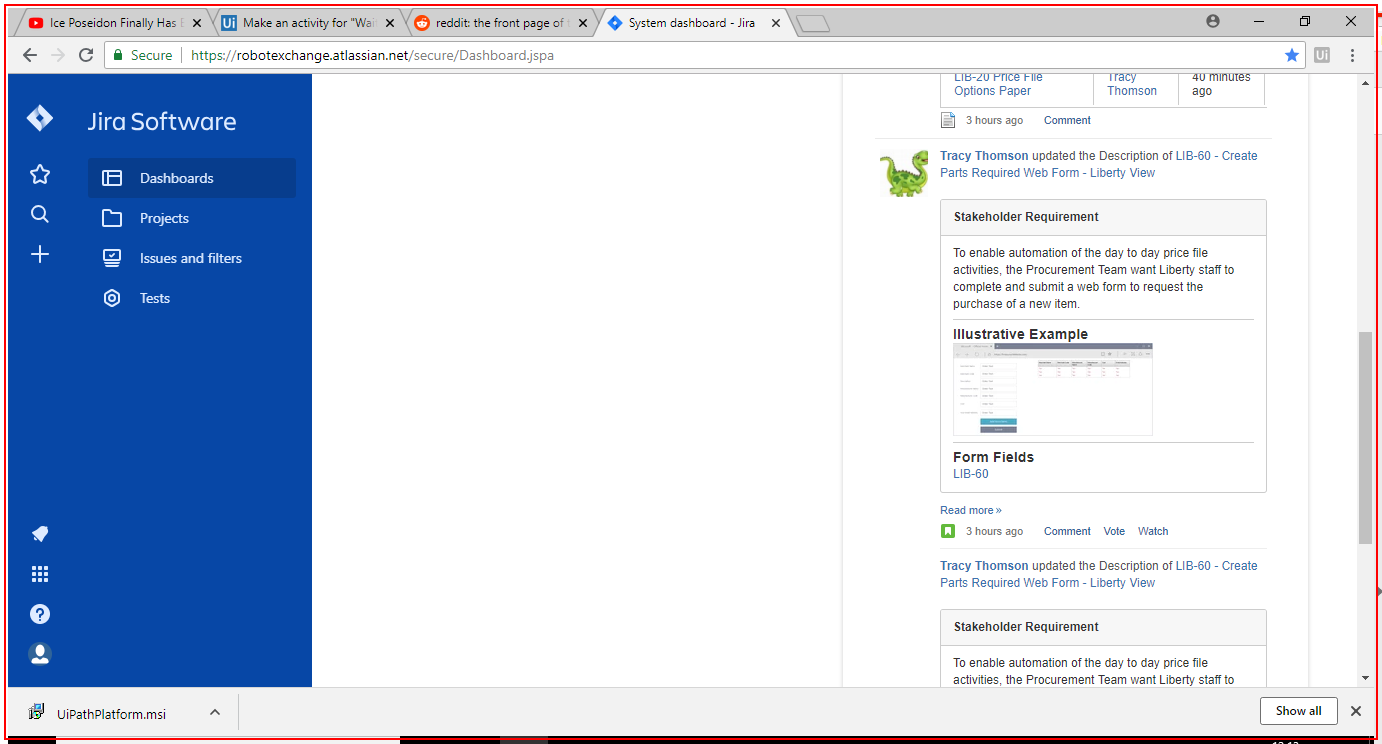 Ice Poseidon Finally Has
Make an activity for "Wai
reddit: the front page of
System dashboard - Jira
Secure
https://robotexchange.atlassian.net/secure/Dashboard.jspa
Ui
Jira Software
Dashboards
Projects
Issues and filters
Tests
LIB-20 Price File
Options Paper
Tracy
Thomson
40 minutes
ago
3 hours ago Comment
Tracy Thomson updated the Description of LIB-60 - Create
Parts Required Web Form - Liberty View
Stakeholder Requirement
To enable automation of the day to day price file
activities, the Procurement Team want Liberty staff to
complete and submit a web form to request the
purchase of a new item.
Illustrative Example
Form Fields
LIB-60
Read more »
3 hours ago Comment Vote Watch
Tracy Thomson updated the Description of LIB-60 - Create
Parts Required Web Form - Liberty View
Stakeholder Requirement
To enable automation of the day to day price file
activities, the Procurement Team want Liberty staff to
UiPathPlatform.msi
Show all